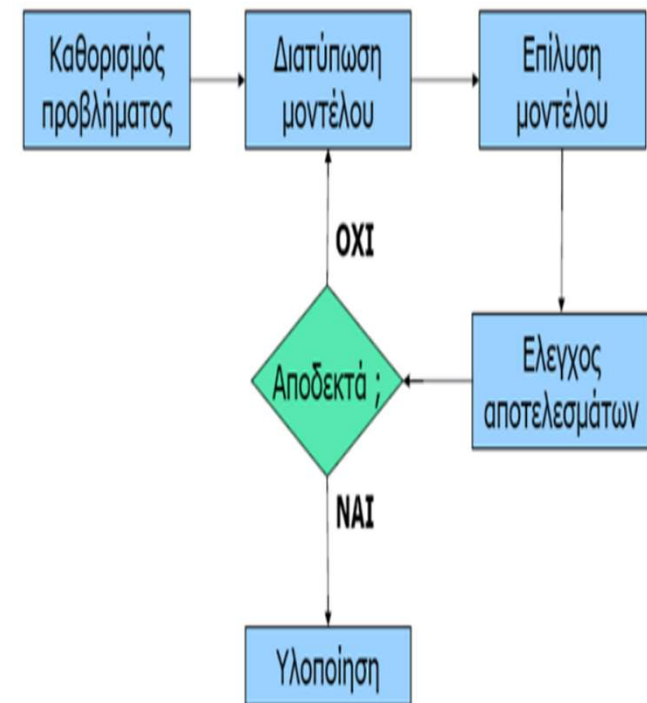 Καθορισμός
προβλήματος
Διατύπωση
μοντέλου
Επίλυση
μοντέλου
ΟΧΙ
Αποδεκτά ;
Ελεγχος
αποτελεσμάτων
ΝΑΙ
Υλοποίηση